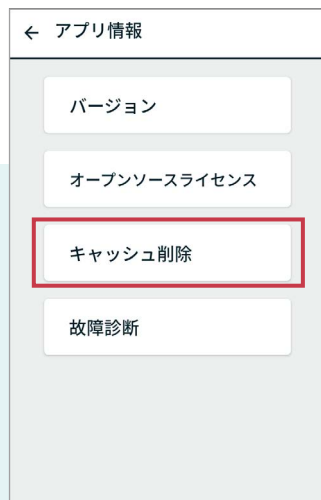 ← アプリ情報
バージョン
オープンソースライセンス
キャッシュ削除
故障診断